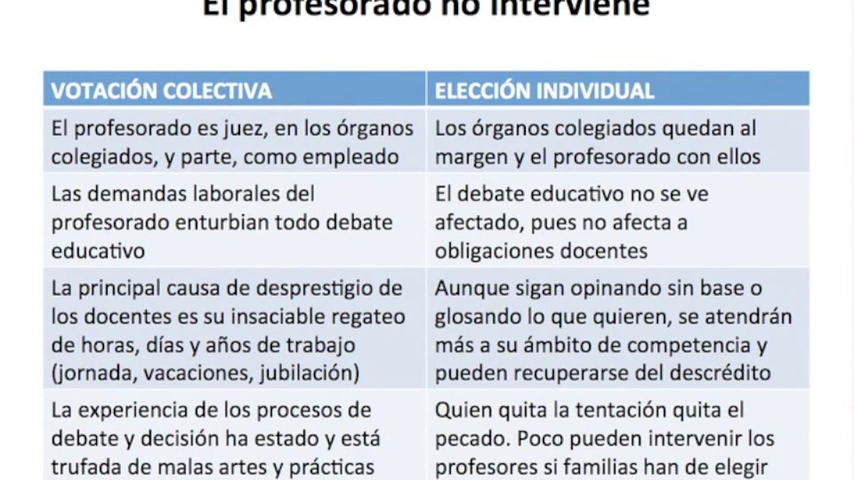 El profesorado no interviene
VOTACIÓN COLECTIVA
ELECCIÓN INDIVIDUAL
El profesorado es juez, en los órganos
colegiados, y parte, como empleado
Los órganos colegiados quedan al
margen y el profesorado con ellos
Las demandas laborales del
profesorado enturbian todo debate
educativo
El debate educativo no se ve
afectado, pues no afecta a
obligaciones docentes
La principal causa de desprestigio de
los docentes es su insaciable regateo
de horas, días y años de trabajo
(jornada, vacaciones, jubilación)
Aunque sigan opinando sin base o
glosando lo que quieren, se atendrán
más a su ámbito de competencia y
pueden recuperarse del descrédito
La experiencia de los procesos de
debate y decisión ha estado y está
trufada de malas artes y prácticas
Quien quita la tentación quita el
pecado. Poco pueden intervenir los
profesores si familias han de elegir